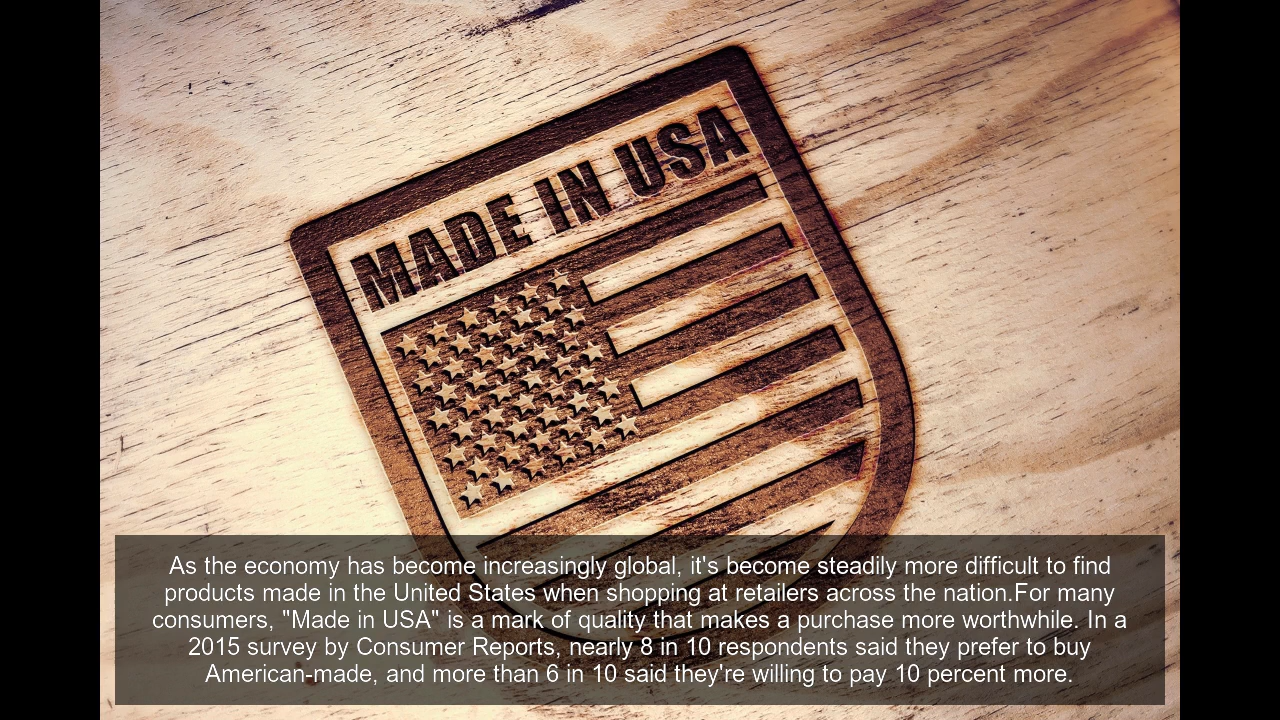 MADE IN USA
As the economy has become increasingly global, it's become steadily more difficult to find
products made in the United States when shopping at retailers across the nation.For many
consumers, "Made in USA" is a mark of quality that makes a purchase more worthwhile. In a
2015 survey by Consumer Reports, nearly 8 in 10 respondents said they prefer to buy
American-made, and more than 6 in 10 said they're willing to pay 10 percent more.